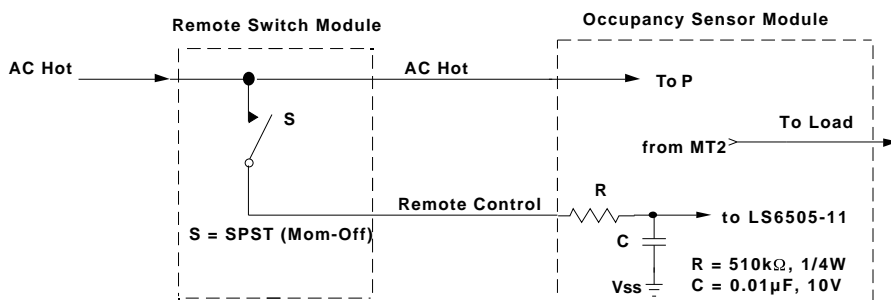 Remote Switch Module
Occupancy Sensor Module
AC Hot
AC Hot
To P
S
To Load
from MT2
Remote Control
R
S = SPST (Mom-Off)
to LS6505-11
C
R = 510kΩ, 1/4W
C = 0.01µF, 10V
Vss